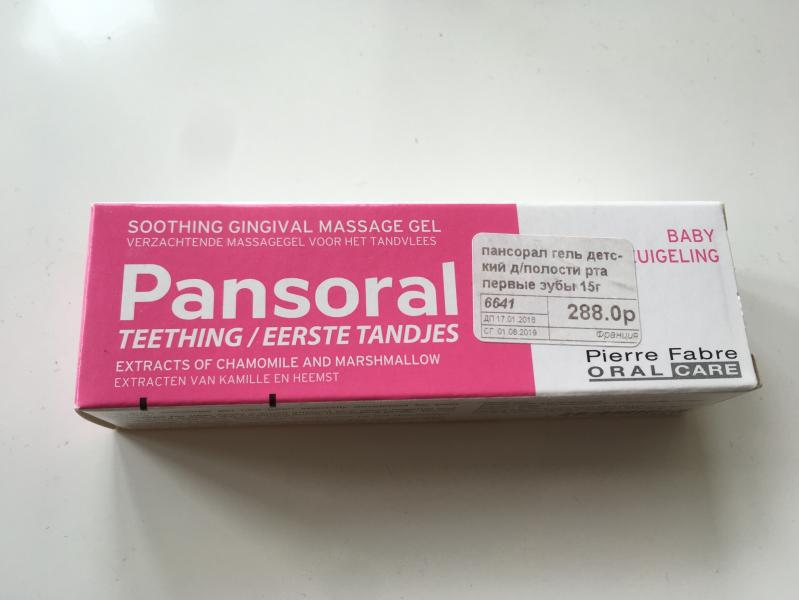 SOOTHING GINGIVAL MASSAGE GEL
VERZACHTENDE MASSAGEGEL VOOR HET TANDVLEES
Pansoral
TEETHING / EERSTE TANDJES
EXTRACTS OF CHAMOMILE AND MARSHMALLOW
EXTRACTEN VAN KAMILLE EN HEEMST
BABY
UIGELING
пансорал гель детс-
кий д/полости рта
первые зубы 15г
6641
288.0р
ДП 17.01.2018
СГ 01.08.2019
Франция
Pierre Fabre
ORAL CARE